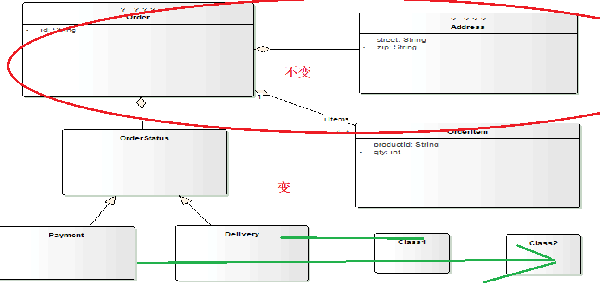 Order
- id: String
Address
- street: String
- zip: String
不变
1
items
OrderStatus
OrderItem
- productId: String
- qty: int
变
Payment
Delivery
Class1
Class2